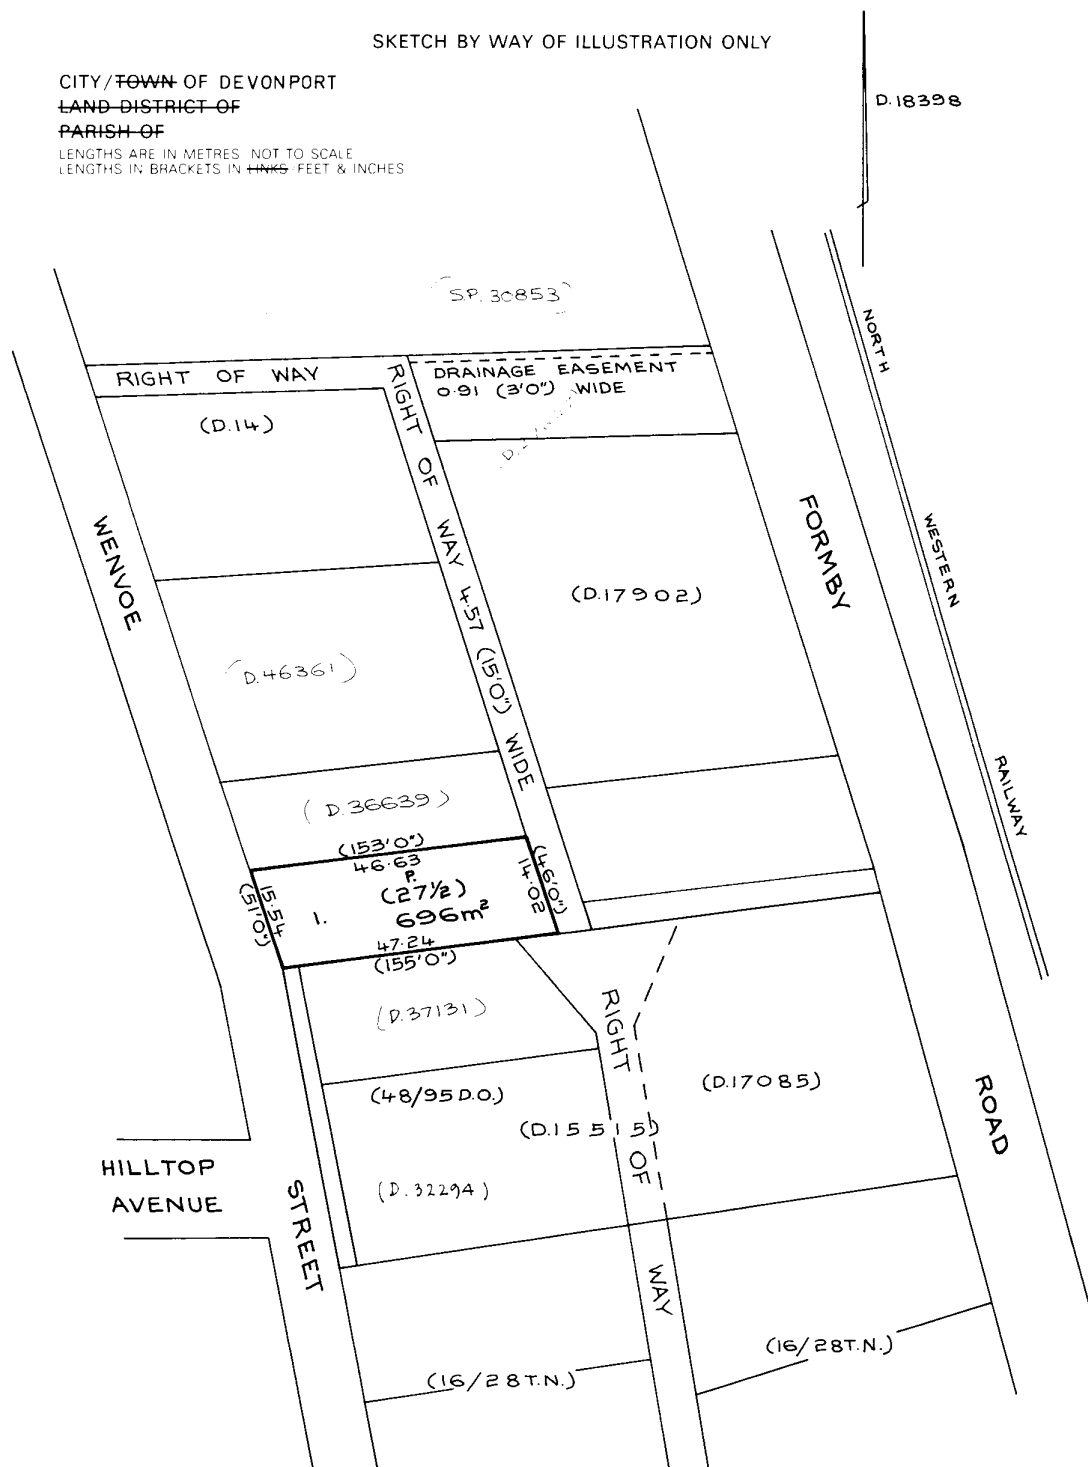 SKETCH BY WAY OF ILLUSTRATION ONLY
CITY/TOWN OF DEVONPORT
LAND DISTRICT OF
PARISH OF
LENGTHS ARE IN METRES NOT TO SCALE
LENGTHS IN BRACKETS IN LINKS FEET & INCHES
D.18398
S.P. 30853
RIGHT OF WAY
DRAINAGE EASEMENT
0.91 (3'0") WIDE
RIGHT OF WAY 4.57 (15'0") WIDE
(D.14)
WENVOE
FORMBY
NORTH
WESTERN
RAILWAY
(D.17902)
(D.46361)
(D.36639)
(153'0")
46.63
P.
(27½)
696m²
1.
15.54
(51'0")
(46'0")
14.02
47.24
(155'0")
(D.37131)
RIGHT OF WAY
(48/95 D.O.)
(D.17085)
(D.15515)
ROAD
HILLTOP
AVENUE
STREET
(D.32294)
(16/28T.N.)
(16/28T.N.)